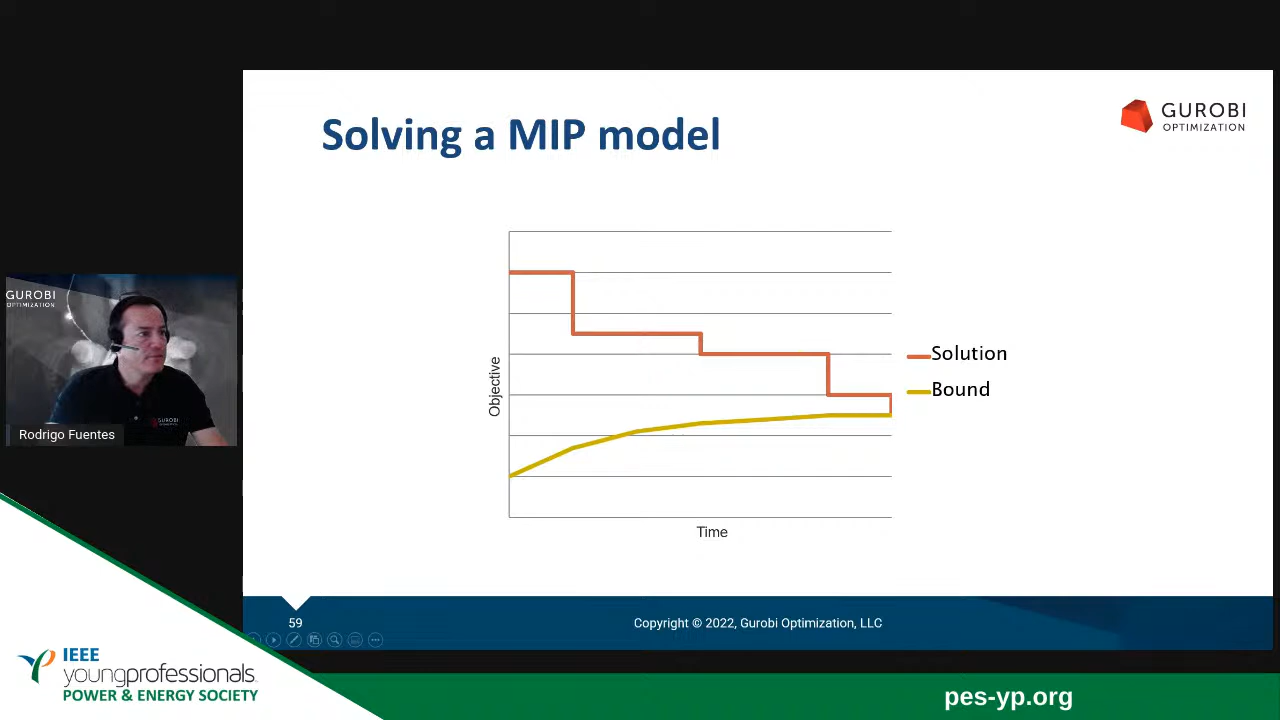 Solving a MIP model
GUROBI
OPTIMIZATION
Objective
Solution
Bound
Time
GUROBI
OPTIMIZATION
GUROBI
Rodrigo Fuentes
59
Copyright © 2022, Gurobi Optimization, LLC
IEEE
youngprofessionals
POWER & ENERGY SOCIETY
pes-yp.org